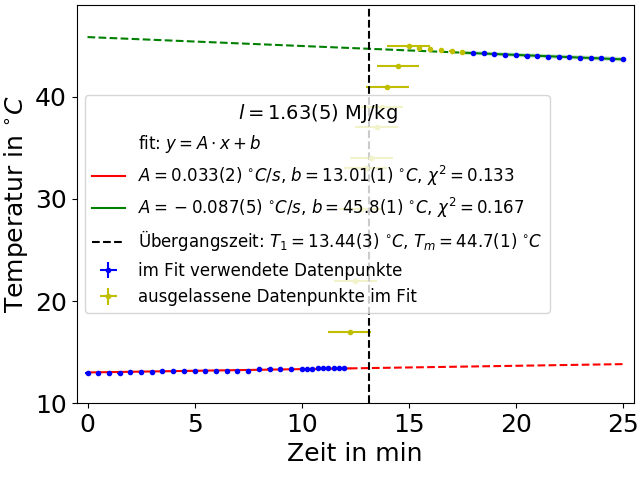 Temperatur in °C
40
30
20
10
l = 1.63(5) MJ/kg
fit: y = A · x + b
A = 0.033(2) °C/s, b = 13.01(1) °C, χ² = 0.133
A = −0.087(5) °C/s, b = 45.8(1) °C, χ² = 0.167
Übergangszeit: T₁ = 13.44(3) °C, Tₘ = 44.7(1) °C
im Fit verwendete Datenpunkte
ausgelassene Datenpunkte im Fit
0 5 10 15 20 25
Zeit in min